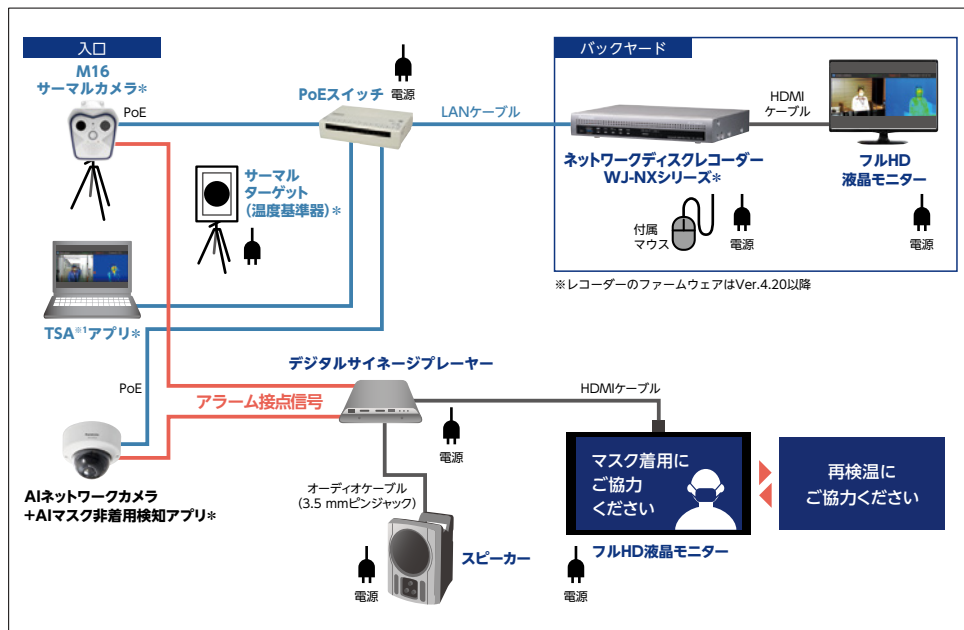 入口
M16
サーマルカメラ*
PoE
PoEスイッチ
電源
LANケーブル
サーマル
ターゲット
(温度基準器)*
TSA※1アプリ*
バックヤード
HDMI
ケーブル
ネットワークディスクレコーダー
WJ-NXシリーズ*
フルHD
液晶モニター
付属
マウス
電源
電源
※レコーダーのファームウェアはVer.4.20以降
デジタルサイネージプレーヤー
PoE
アラーム接点信号
HDMIケーブル
電源
AIネットワークカメラ
+AIマスク非着用検知アプリ*
オーディオケーブル
(3.5 mmピンジャック)
スピーカー
電源
マスク着用に
ご協力
ください
フルHD液晶モニター
電源
再検温に
ご協力ください